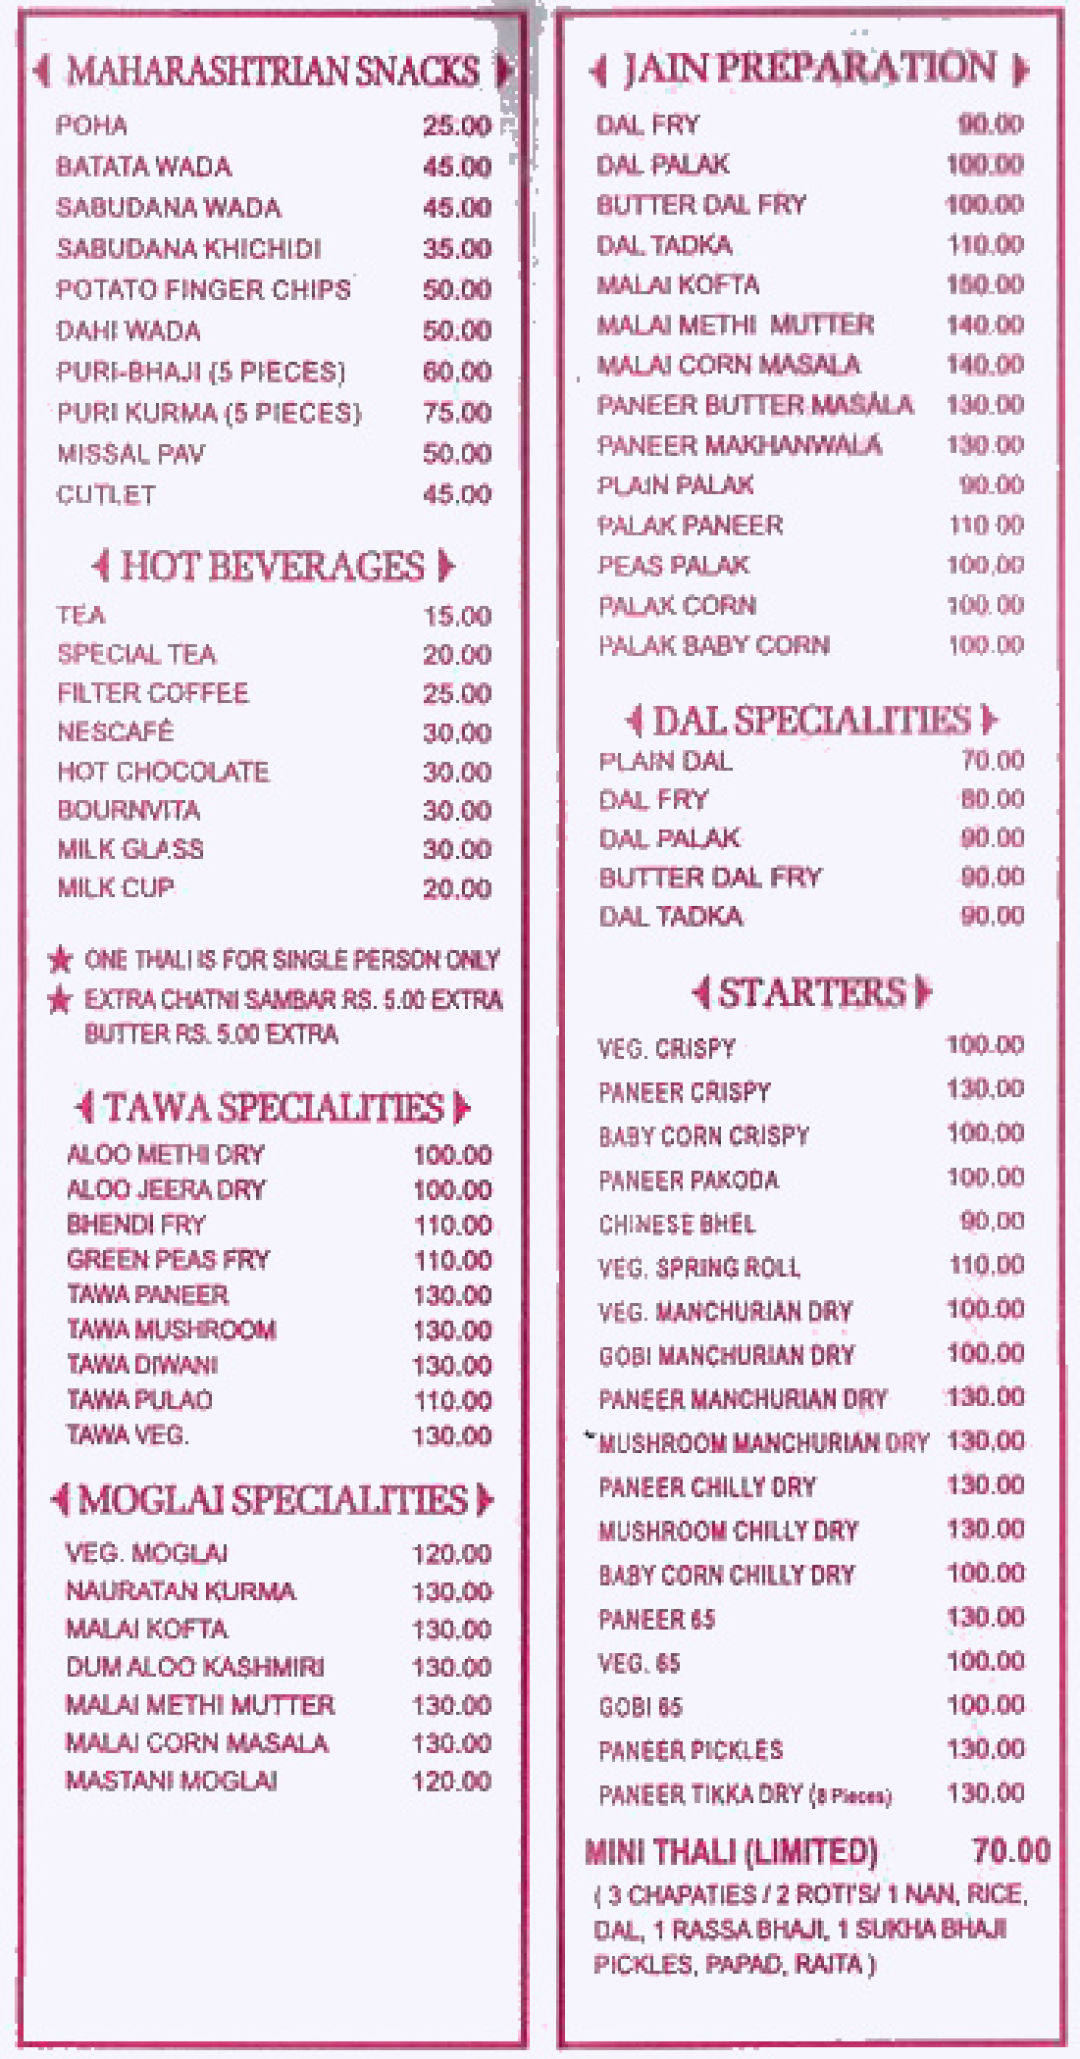 MAHARASHTRIAN SNACKS
POHA 25.00
BATATA WADA 45.00
SABUDANA WADA 45.00
SABUDANA KHICHIDI 35.00
POTATO FINGER CHIPS 50.00
DAHI WADA 50.00
PURI-BHAJI (5 PIECES) 60.00
PURI KURMA (5 PIECES) 75.00
MISSAL PAV 50.00
CUTLET 45.00
HOT BEVERAGES
TEA 15.00
SPECIAL TEA 20.00
FILTER COFFEE 25.00
NESCAFÉ 30.00
HOT CHOCOLATE 30.00
BOURNVITA 30.00
MILK GLASS 30.00
MILK CUP 20.00
★ ONE THALI IS FOR SINGLE PERSON ONLY
★ EXTRA CHATNI SAMBAR RS. 5.00 EXTRA
BUTTER RS. 5.00 EXTRA
TAWA SPECIALITIES
ALOO METHI DRY 100.00
ALOO JEERA DRY 100.00
BHENDI FRY 110.00
GREEN PEAS FRY 110.00
TAWA PANEER 130.00
TAWA MUSHROOM 130.00
TAWA DIWANI 130.00
TAWA PULAO 110.00
TAWA VEG. 130.00
MOGLAI SPECIALITIES
VEG. MOGLAI 120.00
NAURATAN KURMA 130.00
MALAI KOFTA 130.00
DUM ALOO KASHMIRI 130.00
MALAI METHI MUTTER 130.00
MALAI CORN MASALA 130.00
MASTANI MOGLAI 120.00
JAIN PREPARATION
DAL FRY 90.00
DAL PALAK 100.00
BUTTER DAL FRY 100.00
DAL TADKA 110.00
MALAI KOFTA 150.00
MALAI METHI MUTTER 140.00
MALAI CORN MASALA 140.00
PANEER BUTTER MASALA 130.00
PANEER MAKHANWALA 130.00
PLAIN PALAK 90.00
PALAK PANEER 110 00
PEAS PALAK 100.00
PALAK CORN 100.00
PALAK BABY CORN 100.00
DAL SPECIALITIES
PLAIN DAL 70.00
DAL FRY 80.00
DAL PALAK 90.00
BUTTER DAL FRY 90.00
DAL TADKA 90.00
STARTERS
VEG. CRISPY 100.00
PANEER CRISPY 130.00
BABY CORN CRISPY 100.00
PANEER PAKODA 100.00
CHINESE BHEL 90.00
VEG. SPRING ROLL 110.00
VEG. MANCHURIAN DRY 100.00
GOBI MANCHURIAN DRY 100.00
PANEER MANCHURIAN DRY 130.00
MUSHROOM MANCHURIAN DRY 130.00
PANEER CHILLY DRY 130.00
MUSHROOM CHILLY DRY 130.00
BABY CORN CHILLY DRY 100.00
PANEER 65 130.00
VEG. 65 100.00
GOBI 65 100.00
PANEER PICKLES 130.00
PANEER TIKKA DRY (8 Pieces) 130.00
MINI THALI (LIMITED) 70.00
( 3 CHAPATIES / 2 ROTI'S/ 1 NAN, RICE,
DAL, 1 RASSA BHAJI, 1 SUKHA BHAJI
PICKLES, PAPAD, RAITA )